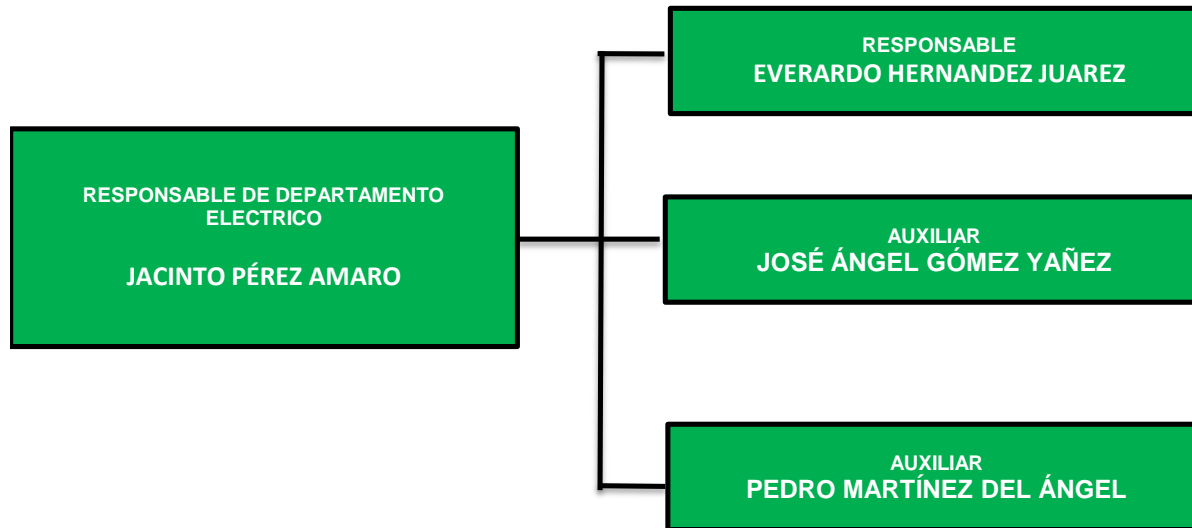 RESPONSABLE DE DEPARTAMENTO
ELECTRICO
JACINTO PÉREZ AMARO
RESPONSABLE
EVERARDO HERNANDEZ JUAREZ
AUXILIAR
JOSÉ ÁNGEL GÓMEZ YAÑEZ
AUXILIAR
PEDRO MARTÍNEZ DEL ÁNGEL